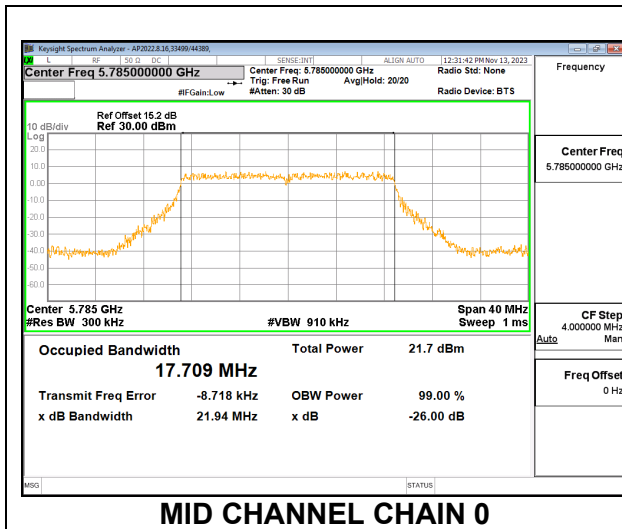 Keysight Spectrum Analyzer - AP2022.8.16,33499/44389,
L RF 50 Ω DC SENSE:INT ALIGN AUTO 12:31:42 PM Nov 13, 2023
Center Freq 5.785000000 GHz Center Freq: 5.785000000 GHz Radio Std: None Frequency
Trig: Free Run Avg|Hold: 20/20
#IFGain:Low #Atten: 30 dB Radio Device: BTS
Ref Offset 15.2 dB
10 dB/div Ref 30.00 dBm
Log
20.0
10.0
0.00
-10.0
-20.0
-30.0
-40.0
-50.0
-60.0
Center Freq
5.785000000 GHz
Center 5.785 GHz Span 40 MHz
#Res BW 300 kHz #VBW 910 kHz Sweep 1 ms
CF Step
4.000000 MHz
Auto Man
Occupied Bandwidth Total Power 21.7 dBm
17.709 MHz
Transmit Freq Error -8.718 kHz OBW Power 99.00 %
x dB Bandwidth 21.94 MHz x dB -26.00 dB
Freq Offset
0 Hz
MSG STATUS
MID CHANNEL CHAIN 0